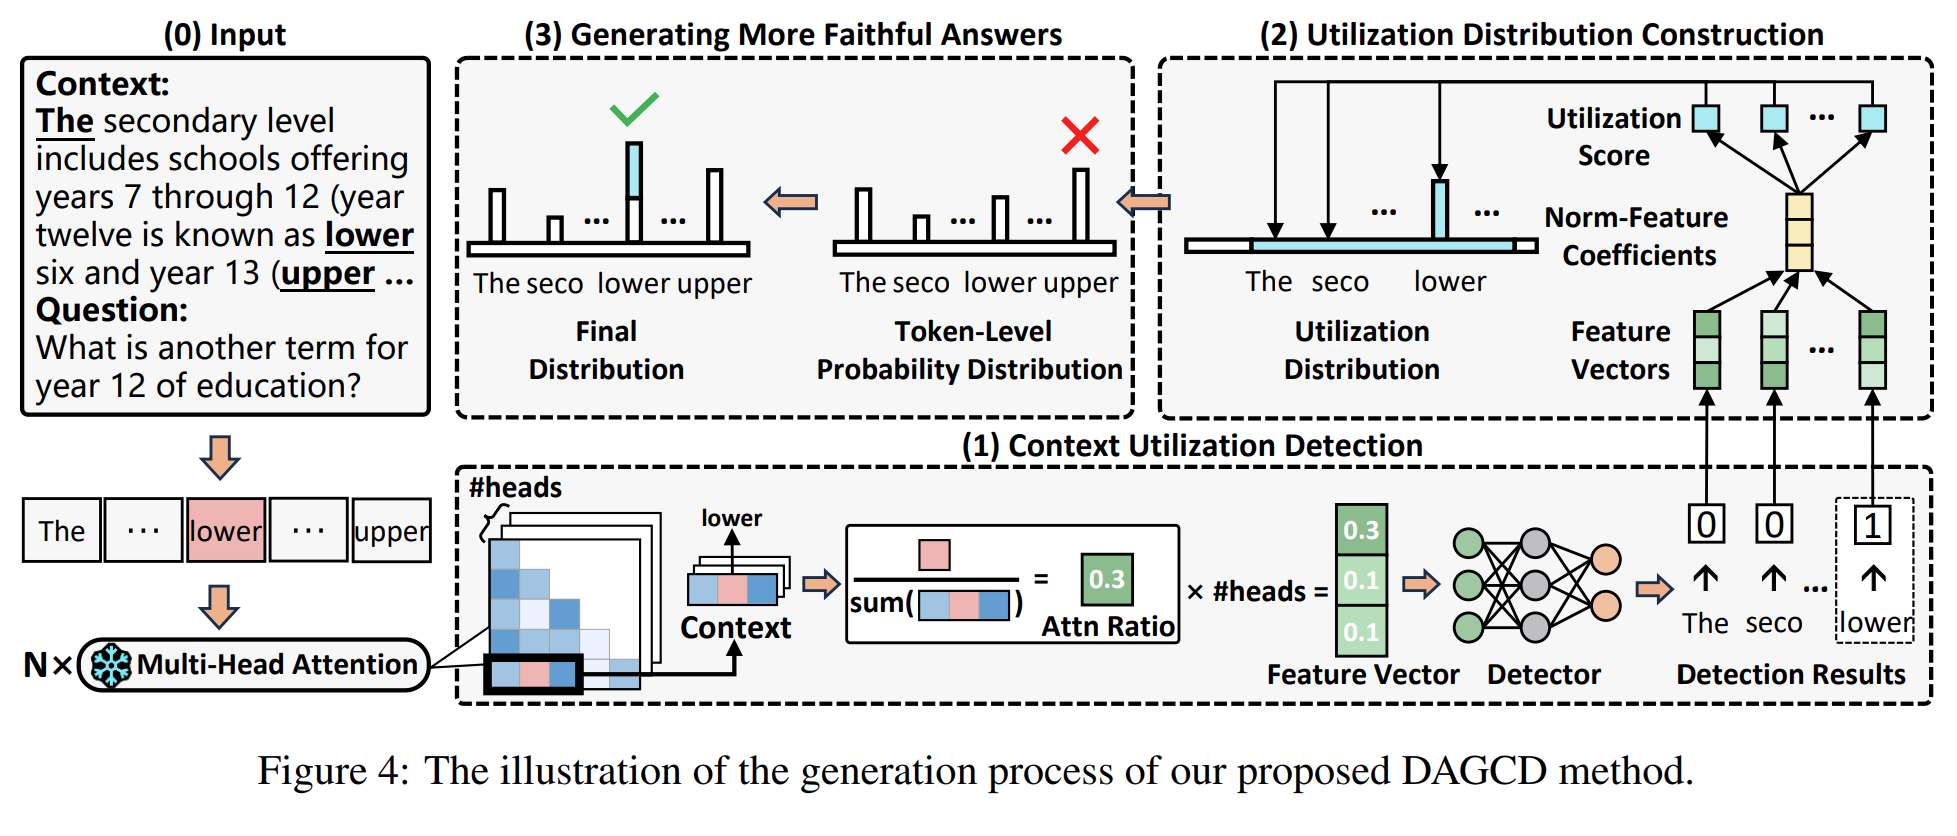 (0) Input
Context:
The secondary level
includes schools offering
years 7 through 12 (year
twelve is known as lower
six and year 13 (upper ...
Question:
What is another term for
year 12 of education?
The ... lower ... upper
N× Multi-Head Attention
(3) Generating More Faithful Answers
... ...
The seco lower upper
Final
Distribution
... ...
The seco lower upper
Token-Level
Probability Distribution
(2) Utilization Distribution Construction
Utilization
Score
...
Norm-Feature
Coefficients
... ...
The seco lower
Utilization
Distribution
Feature
Vectors
...
(1) Context Utilization Detection
#heads
lower
Context
sum( )
=
0.3
Attn Ratio
× #heads =
0.3
0.1
0.1
Feature Vector
Detector
0 0 1
...
The seco lower
Detection Results
Figure 4: The illustration of the generation process of our proposed DAGCD method.